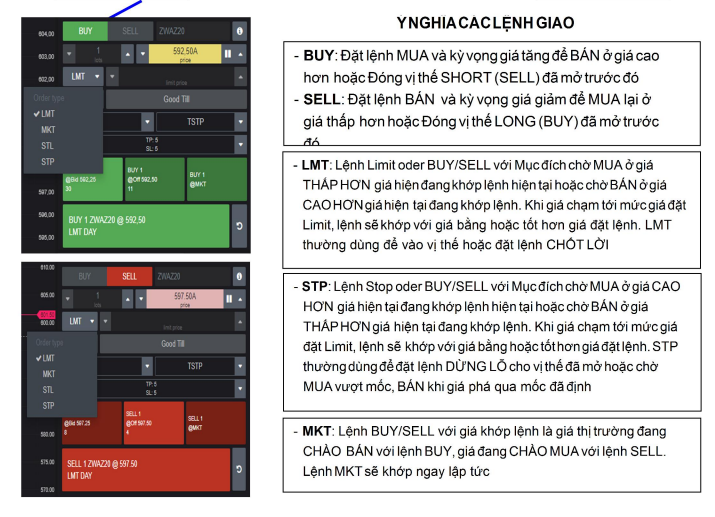 Ý NGHĨA CÁC LỆNH GIAO
604,00
BUY
SELL
ZWAZ20
603,00
1
lots
592,50A
price
602,00
LMT
limit price
Order type
LMT
MKT
STL
STP
Good Till
TSTP
TP: 5
SL: 5
597,00
@Bid 592,25
30
BUY 1
@Off 592,50
11
BUY 1
@MKT
596,00
595,00
BUY 1 ZWAZ20 @ 592,50
LMT DAY
610,00
BUY
SELL
ZWAZ20
605,00
1
lots
597.50A
price
600,00
LMT
limit price
Order type
LMT
MKT
STL
STP
Good Till
TSTP
TP: 5
SL: 5
580,00
@Bid 597.25
8
SELL 1
@Off 597.50
4
SELL 1
@MKT
575,00
570,00
SELL 1 ZWAZ20 @ 597.50
LMT DAY
- BUY: Đặt lệnh MUA và kỳ vọng giá tăng để BÁN ở giá cao
hơn hoặc Đóng vị thế SHORT (SELL) đã mở trước đó
- SELL: Đặt lệnh BÁN và kỳ vọng giá giảm để MUA lại ở
giá thấp hơn hoặc Đóng vị thế LONG (BUY) đã mở trước
đó
- LMT: Lệnh Limit oder BUY/SELL với Mục đích chờ MUA ở giá
THẤP HƠN giá hiện đang khớp lệnh hiện tại hoặc chờ BÁN ở giá
CAO HƠN giá hiện tại đang khớp lệnh. Khi giá chạm tới mức giá đặt
Limit, lệnh sẽ khớp với giá bằng hoặc tốt hơn giá đặt lệnh. LMT
thường dùng để vào vị thế hoặc đặt lệnh CHỐT LỜI
- STP: Lệnh Stop oder BUY/SELL với Mục đích chờ MUA ở giá CAO
HƠN giá hiện tại đang khớp lệnh hiện tại hoặc chờ BÁN ở giá
THẤP HƠN giá hiện tại đang khớp lệnh. Khi giá chạm tới mức giá
đặt Limit, lệnh sẽ khớp với giá bằng hoặc tốt hơn giá đặt lệnh. STP
thường dùng để đặt lệnh DỪNG LỖ cho vị thế đã mở hoặc chờ
MUA vượt mốc, BÁN khi giá phá qua mốc đã định
- MKT: Lệnh BUY/SELL với giá khớp lệnh là giá thị trường đang
CHÀO BÁN với lệnh BUY, giá đang CHÀO MUA với lệnh SELL.
Lệnh MKT sẽ khớp ngay lập tức